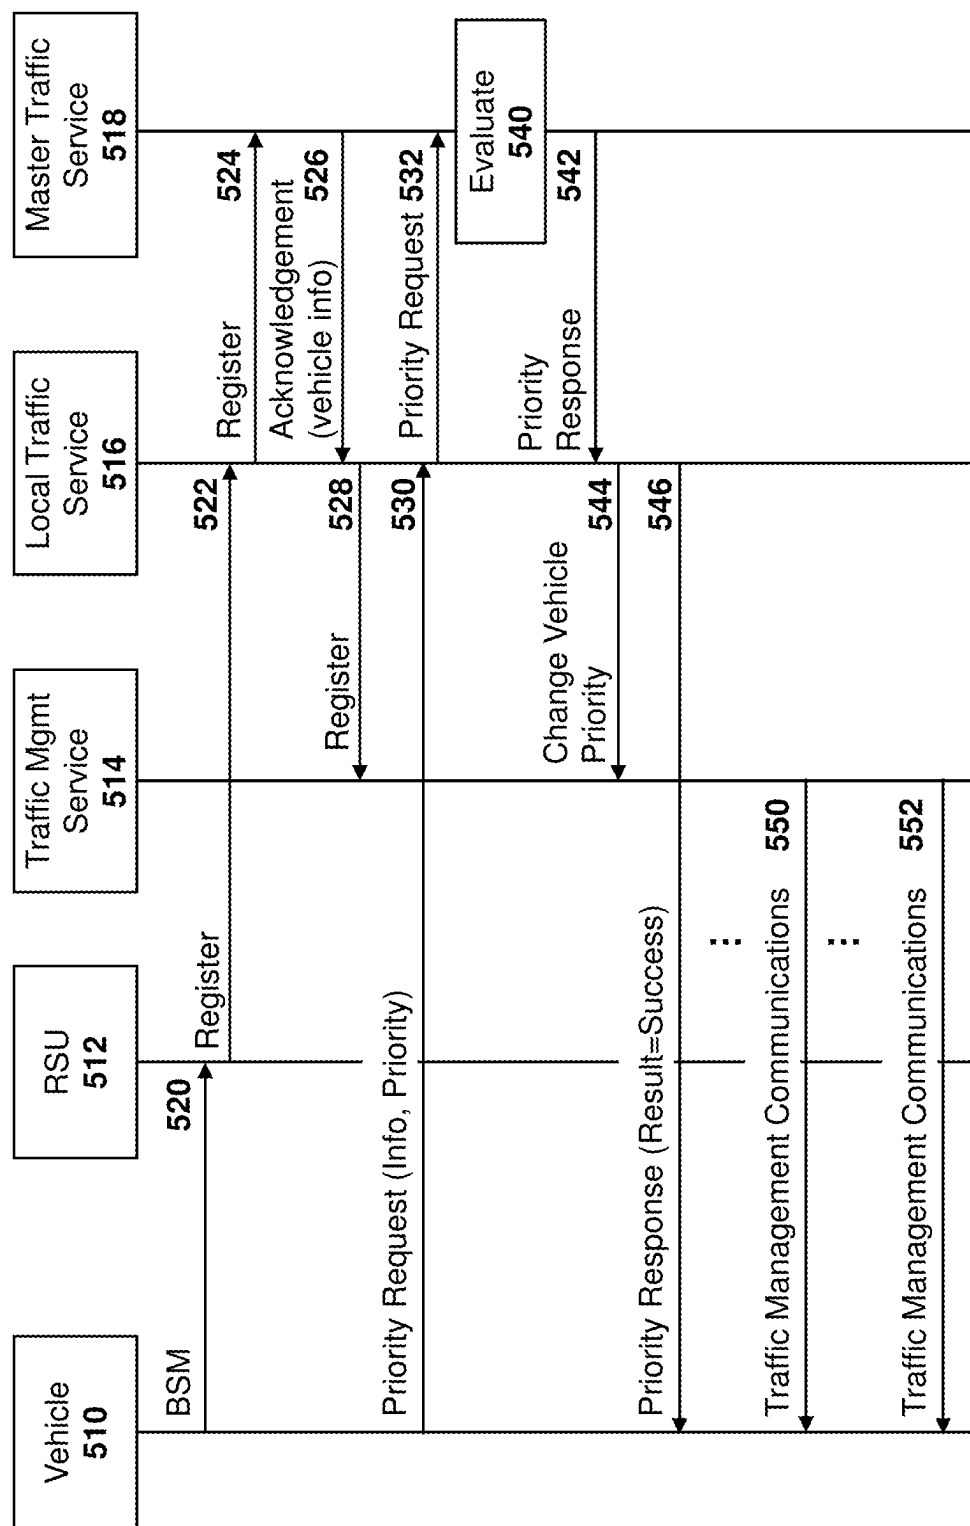 Vehicle
510
RSU
512
Traffic Mgmt
Service
514
Local Traffic
Service
516
Master Traffic
Service
518
BSM
520
Register
522
Register
524
Acknowledgement
(vehicle info)
526
Register
528
Priority Request (Info, Priority)
530
Priority Request 532
Evaluate
540
Priority
Response
542
Change Vehicle
Priority
544
Priority Response (Result=Success)
546
...
Traffic Management Communications
550
...
Traffic Management Communications
552